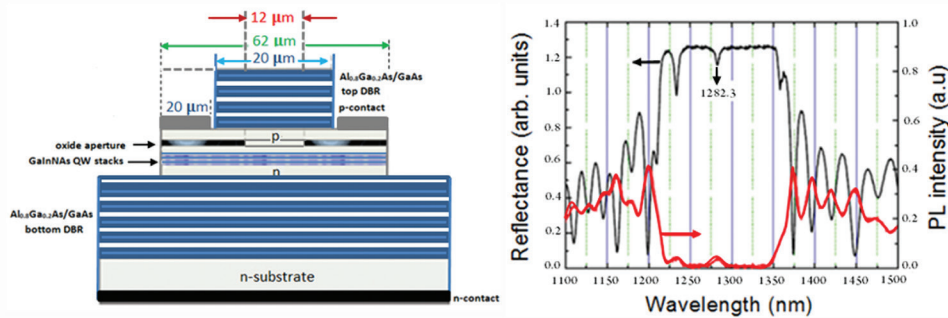 12 µm
62 µm
20 µm
Al₀.₈Ga₀.₂As/GaAs
top DBR
p-contact
20 µm
p
oxide aperture
GaInNAs QW stacks
n
Al₀.₈Ga₀.₂As/GaAs
bottom DBR
n-substrate
n-contact
Reflectance (arb. units)
1.4
1.2
1.0
0.8
0.6
0.4
0.2
0.0
1282.3
1.0
0.8
0.6
0.4
0.2
0.0
PL intensity (a.u)
1100 1150 1200 1250 1300 1350 1400 1450 1500
Wavelength (nm)